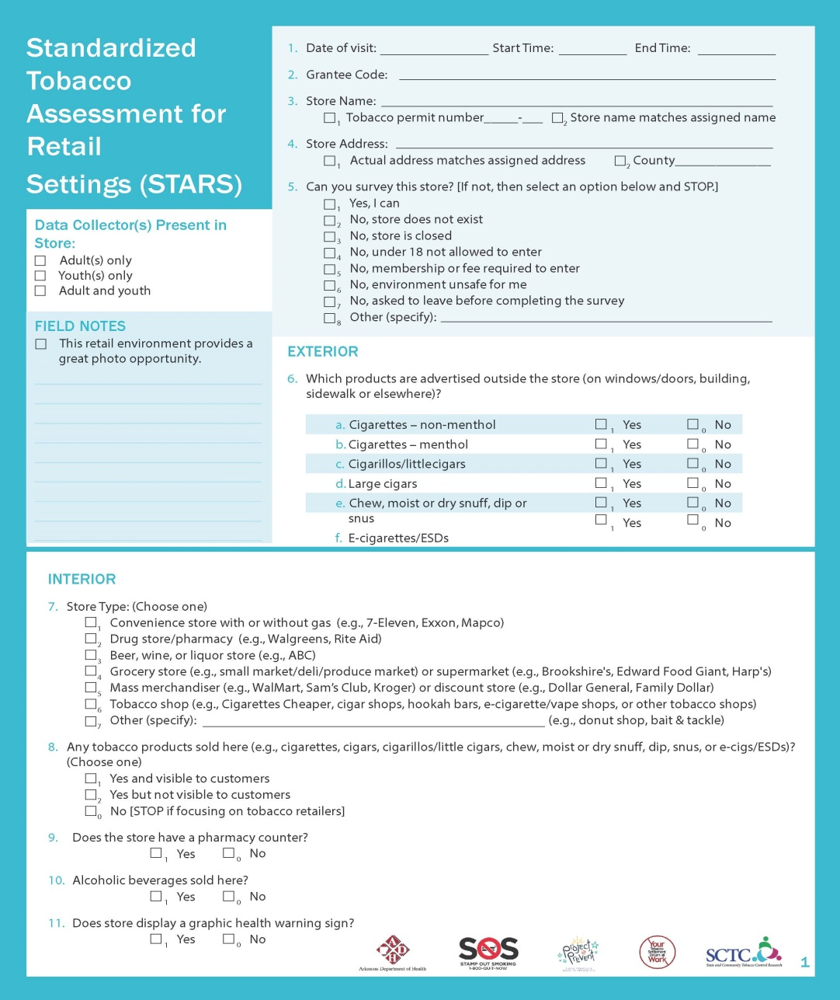 Standardized
Tobacco
Assessment for
Retail
Settings (STARS)
Data Collector(s) Present in
Store:
Adult(s) only
Youth(s) only
Adult and youth
FIELD NOTES
This retail environment provides a
great photo opportunity.
1. Date of visit: ________________ Start Time: __________ End Time: ___________
2. Grantee Code: ________________
3. Store Name: ________________
☐1 Tobacco permit number_____-___ ☐2 Store name matches assigned name
4. Store Address: ________________
☐1 Actual address matches assigned address ☐2 County______________
5. Can you survey this store? [If not, then select an option below and STOP.]
☐1 Yes, I can
☐2 No, store does not exist
☐3 No, store is closed
☐4 No, under 18 not allowed to enter
☐5 No, membership or fee required to enter
☐6 No, environment unsafe for me
☐7 No, asked to leave before completing the survey
☐8 Other (specify): ________________
EXTERIOR
6. Which products are advertised outside the store (on windows/doors, building,
sidewalk or elsewhere)?
a. Cigarettes – non-menthol ☐1 Yes ☐0 No
b. Cigarettes – menthol ☐1 Yes ☐0 No
c. Cigarillos/littlecigars ☐1 Yes ☐0 No
d. Large cigars ☐1 Yes ☐0 No
e. Chew, moist or dry snuff, dip or ☐1 Yes ☐0 No
snus ☐1 Yes ☐0 No
f. E-cigarettes/ESDs
INTERIOR
7. Store Type: (Choose one)
☐1 Convenience store with or without gas (e.g., 7-Eleven, Exxon, Mapco)
☐2 Drug store/pharmacy (e.g., Walgreens, Rite Aid)
☐3 Beer, wine, or liquor store (e.g., ABC)
☐4 Grocery store (e.g., small market/deli/produce market) or supermarket (e.g., Brookshire's, Edward Food Giant, Harp's)
☐5 Mass merchandiser (e.g., WalMart, Sam's Club, Kroger) or discount store (e.g., Dollar General, Family Dollar)
☐6 Tobacco shop (e.g., Cigarettes Cheaper, cigar shops, hookah bars, e-cigarette/vape shops, or other tobacco shops)
☐7 Other (specify): ________________ (e.g., donut shop, bait & tackle)
8. Any tobacco products sold here (e.g., cigarettes, cigars, cigarillos/little cigars, chew, moist or dry snuff, dip, snus, or e-cigs/ESDs)?
(Choose one)
☐1 Yes and visible to customers
☐2 Yes but not visible to customers
☐0 No [STOP if focusing on tobacco retailers]
9. Does the store have a pharmacy counter?
☐1 Yes ☐0 No
10. Alcoholic beverages sold here?
☐1 Yes ☐0 No
11. Does store display a graphic health warning sign?
☐1 Yes ☐0 No
ADH
Arkansas Department of Health
SOS
STAMP OUT SMOKING
1-800-QUIT-NOW
Project Prevent
Your
Tobacco
Settlement
Dollars at
Work
SCTC
State and Community Tobacco Control Research
1